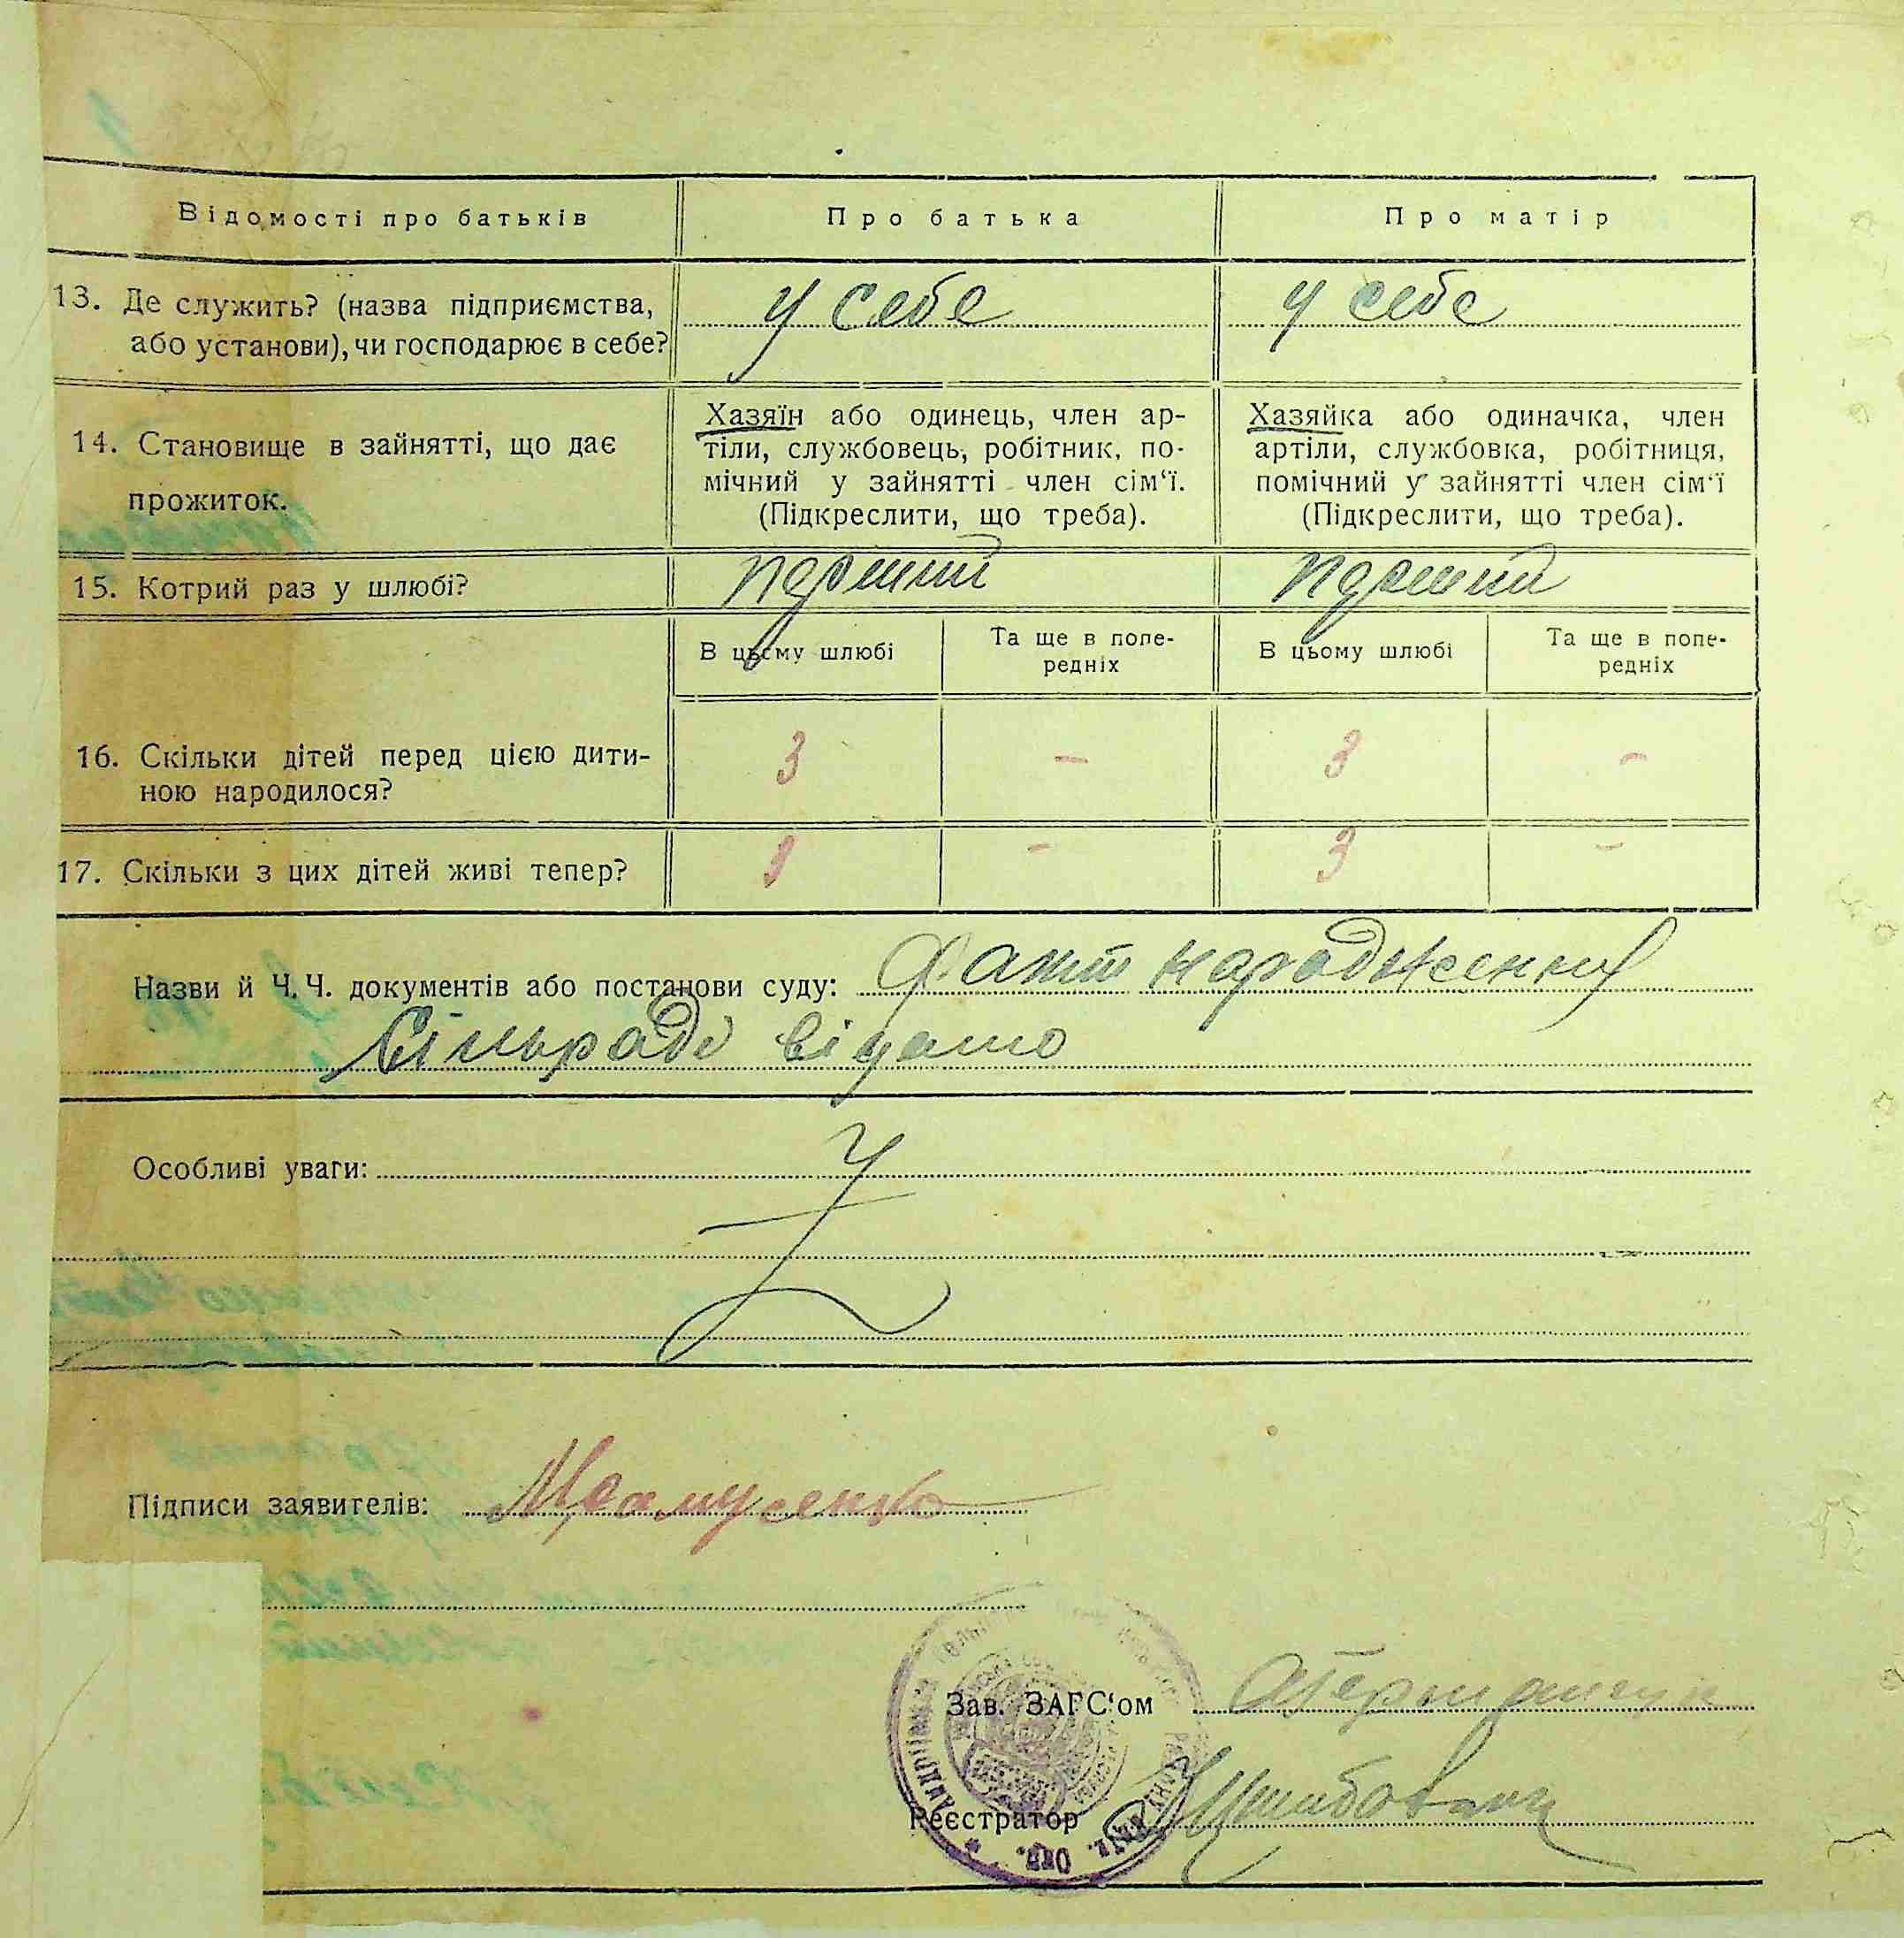 Відомості про батьків Про батька Про матір
13. Де служить? (назва підприємства, у себе у себе
або установи), чи господарює в себе?
Хазяїн або одинець, член ар- Хазяйка або одиначка, член
14. Становище в зайнятті, що дає тіли, службовець, робітник, по- артіли, службовка, робітниця,
мічний у зайнятті член сім‘ї. помічний у зайнятті член сім‘ї
прожиток. (Підкреслити, що треба). (Підкреслити, що треба).
15. Котрий раз у шлюбі? перший перший
В цьому шлюбі Та ще в попе- В цьому шлюбі Та ще в попе-
редніх редніх
16. Скільки дітей перед цією дити- 3 — 3 —
ною народилося?
17. Скільки з цих дітей живі тепер? - 3 -
Назви й Ч.Ч. документів або постанови суду: Факт народження
Сільраді відомо
Особливі уваги:
Підписи заявителів:
Зав. ЗАГС‘ом
Реєстратор